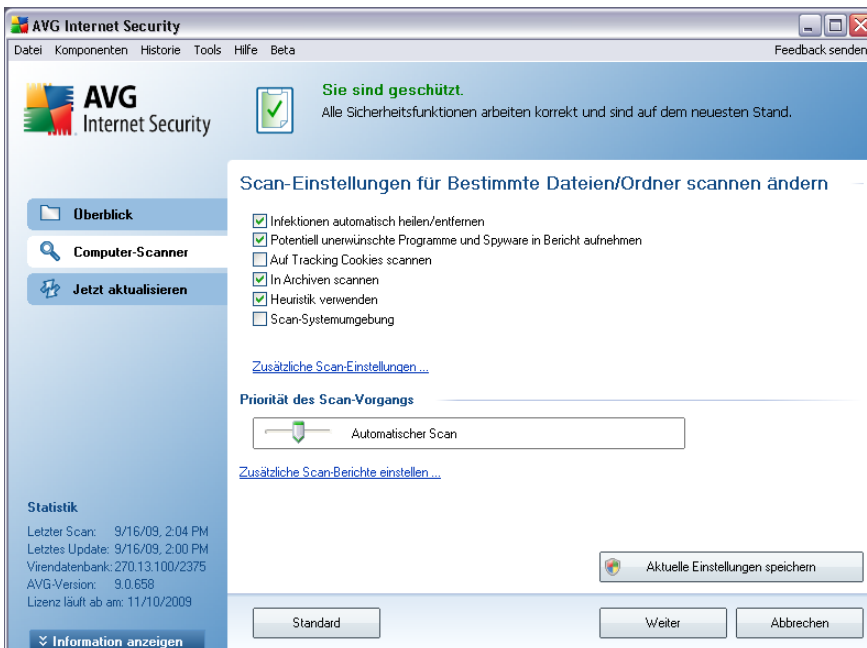 AVG Internet Security
Datei Komponenten Historie Tools Hilfe Beta Feedback senden
AVG
Internet Security
Sie sind geschützt.
Alle Sicherheitsfunktionen arbeiten korrekt und sind auf dem neuesten Stand.
Überblick
Computer-Scanner
Jetzt aktualisieren
Scan-Einstellungen für Bestimmte Dateien/Ordner scannen ändern
Infektionen automatisch heilen/entfernen
Potentiell unerwünschte Programme und Spyware in Bericht aufnehmen
Auf Tracking Cookies scannen
In Archiven scannen
Heuristik verwenden
Scan-Systemumgebung
Zusätzliche Scan-Einstellungen ...
Priorität des Scan-Vorgangs
Automatischer Scan
Zusätzliche Scan-Berichte einstellen ...
Statistik
Letzter Scan: 9/16/09, 2:04 PM
Letztes Update: 9/16/09, 2:00 PM
Virendatenbank: 270.13.100/2375
AVG-Version: 9.0.658
Lizenz läuft ab am: 11/10/2009
Information anzeigen
Aktuelle Einstellungen speichern
Standard
Weiter
Abbrechen